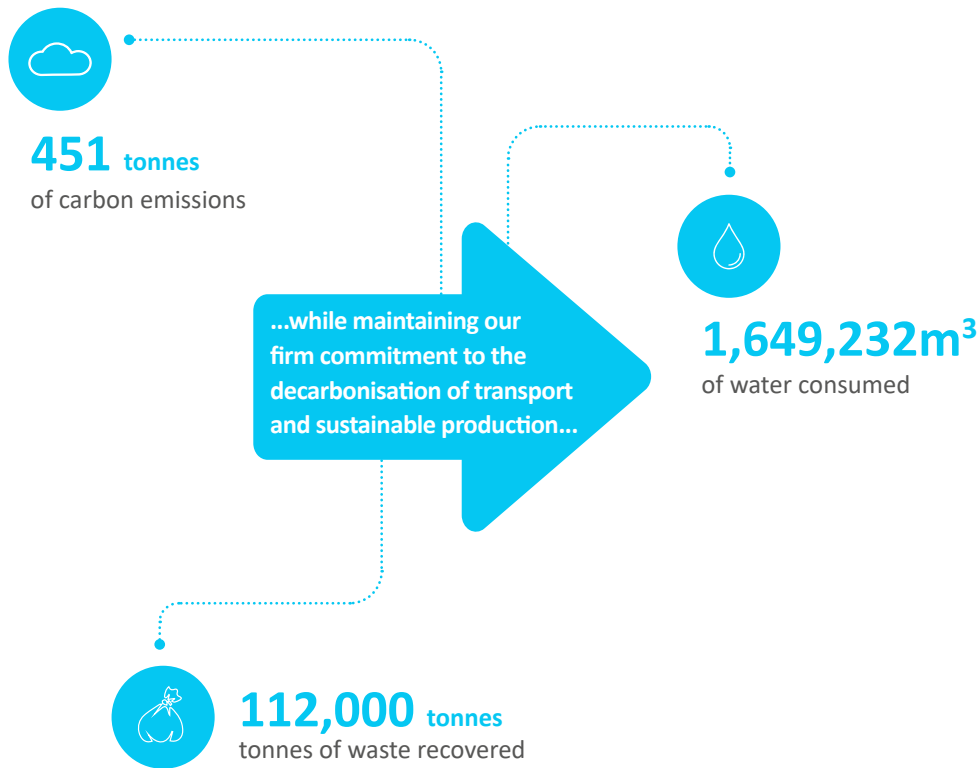 451 tonnes
of carbon emissions
...while maintaining our
firm commitment to the
decarbonisation of transport
and sustainable production...
1,649,232m³
of water consumed
112,000 tonnes
tonnes of waste recovered